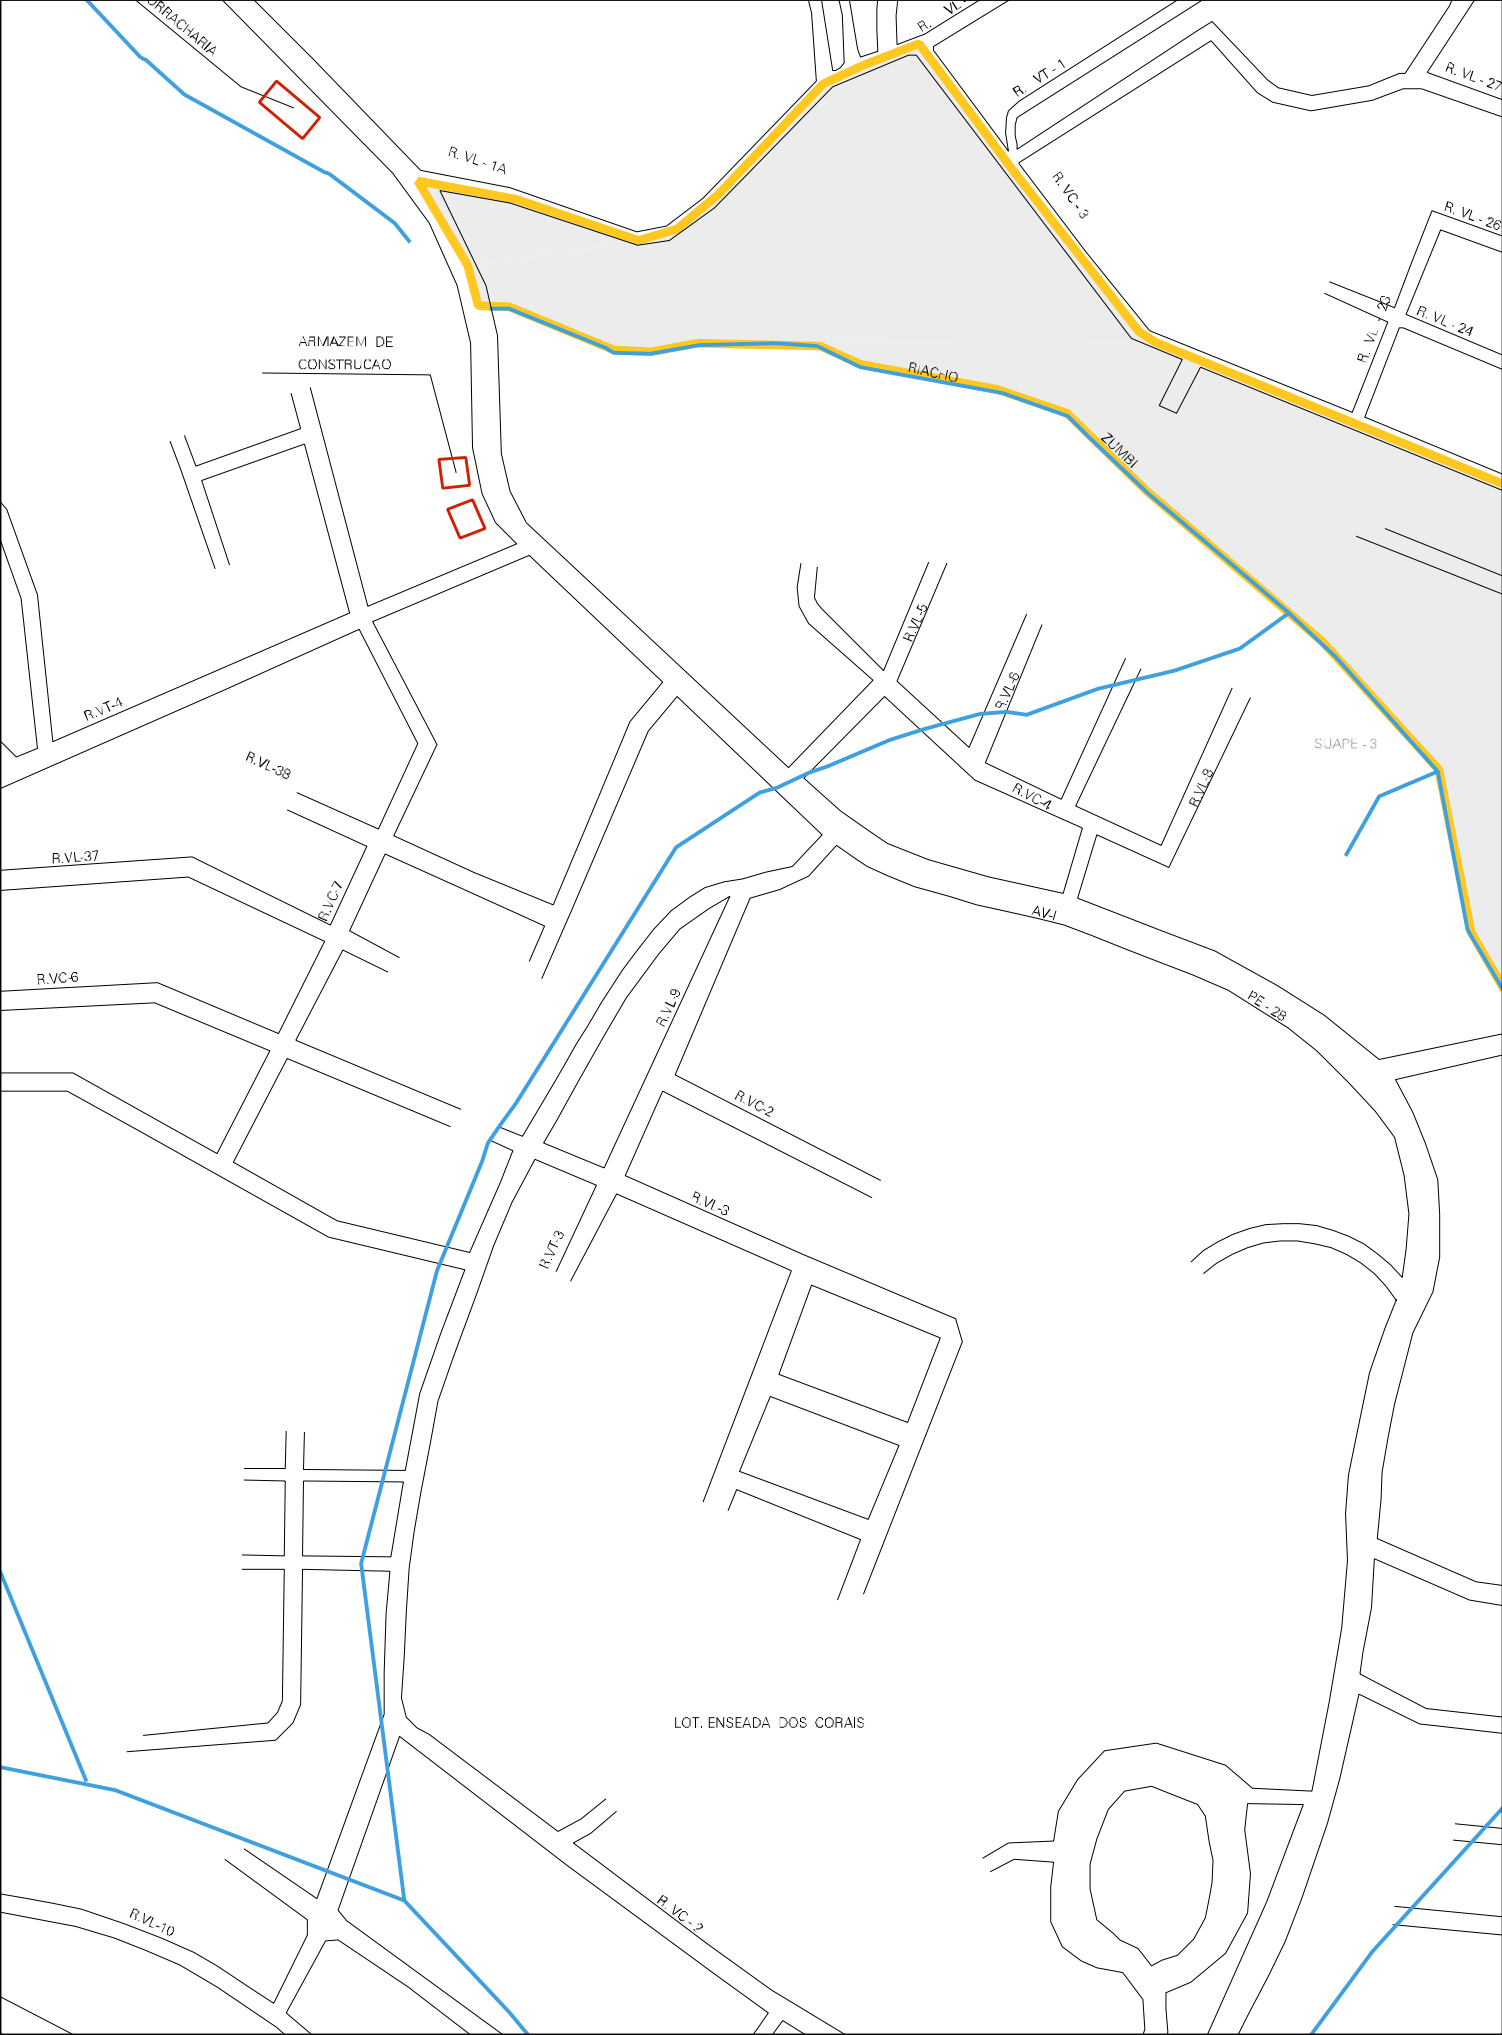 R. VL - 1A
R. VT - 1
R. VL - 27
R. VC - 3
R. VL - 26
R. VL - 23
R. VL - 24
ARMAZEM DE
CONSTRUCAO
RIACHO
ZUMBI
R.VL-5
R.VL-6
R.VT-4
SUAPE - 3
R.VL-38
R.VC-4
R.VL-8
R.VL-37
R.VC-7
AV-I
R.VC-6
R.VL-9
PE - 28
R.VC-2
R.VL-3
R.VT-3
LOT. ENSEADA DOS CORAIS
R. VC - 2
R.VL-10